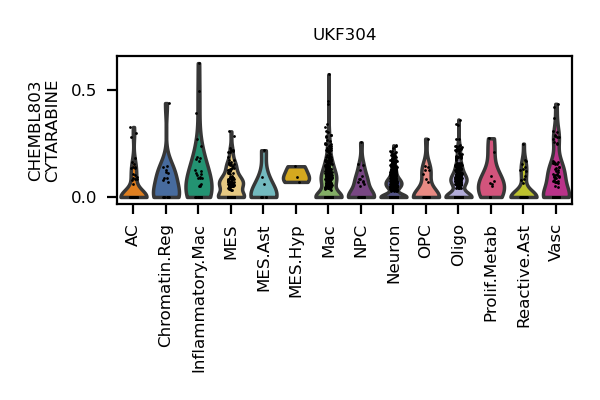 UKF304
CHEMBL803
CYTARABINE
0.5
0.0
AC
Chromatin.Reg
Inflammatory.Mac
MES
MES.Ast
MES.Hyp
Mac
NPC
Neuron
OPC
Oligo
Prolif.Metab
Reactive.Ast
Vasc